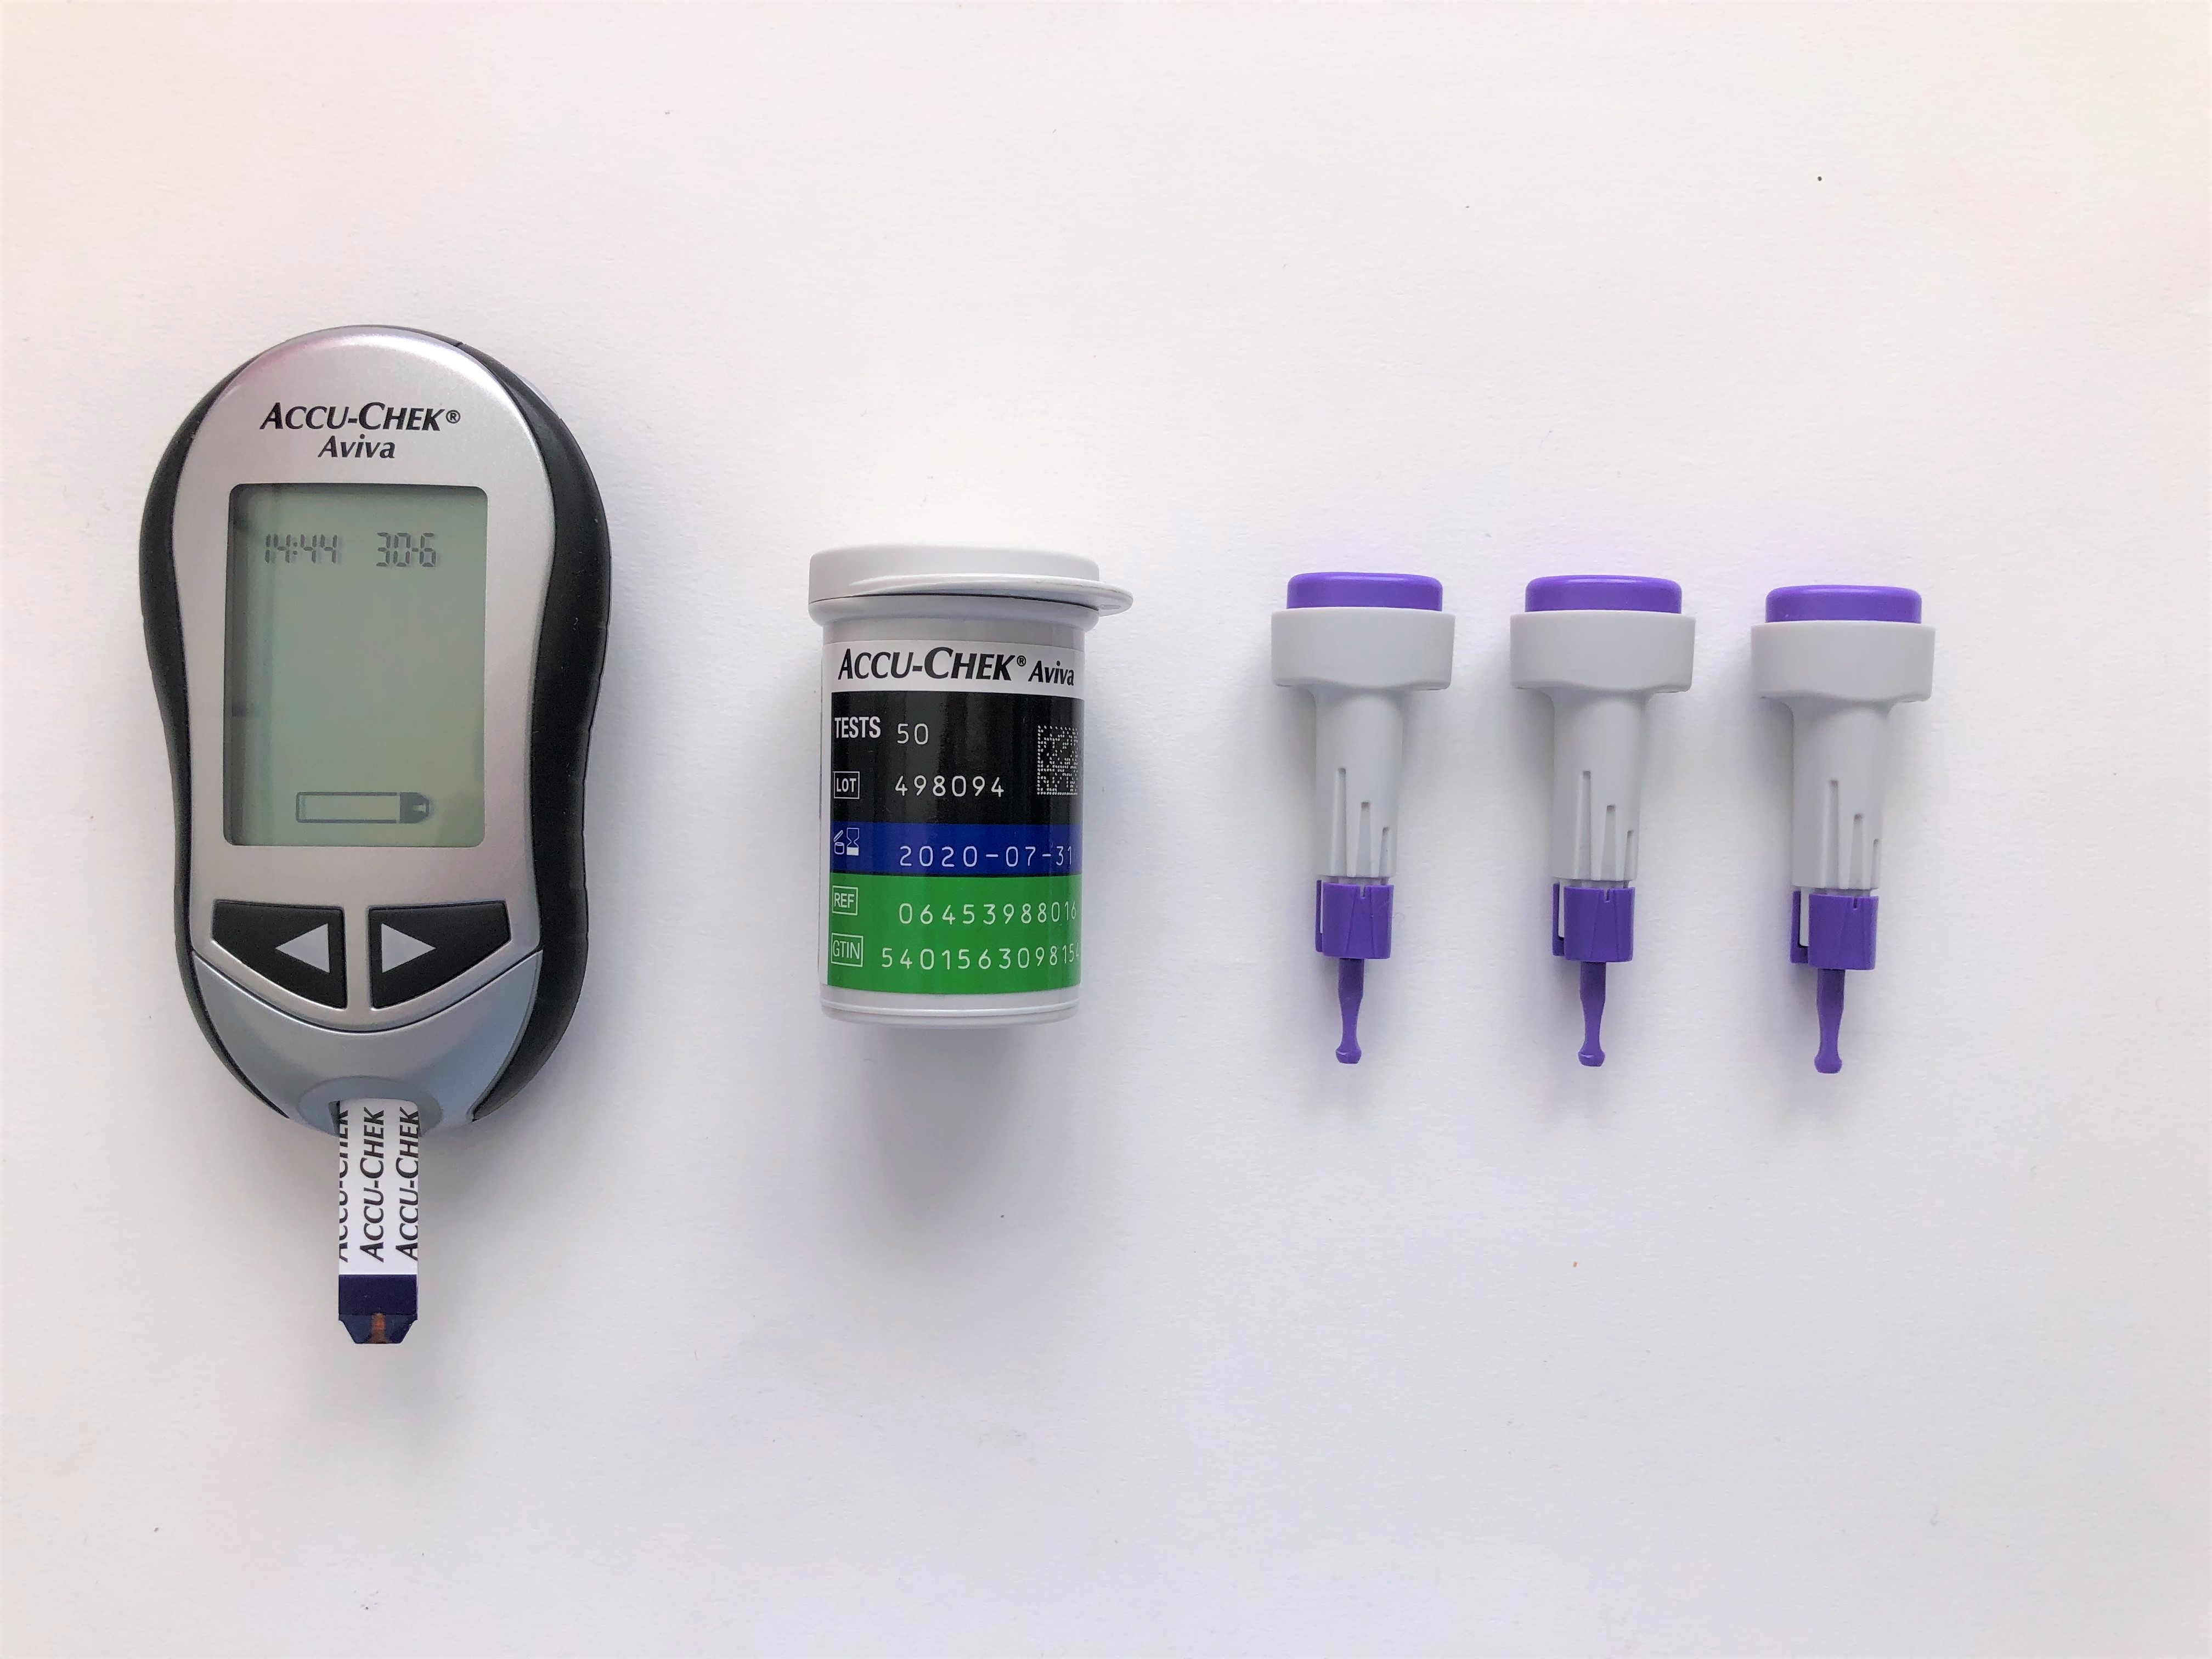 ACCU-CHEK®
Aviva
14:44 30-6
ACCU-CHEK
ACCU-CHEK
ACCU-CHEK
ACCU-CHEK® Aviva
TESTS 50
LOT 498094
2020-07-31
REF 06453988016
GTIN 5401563098154